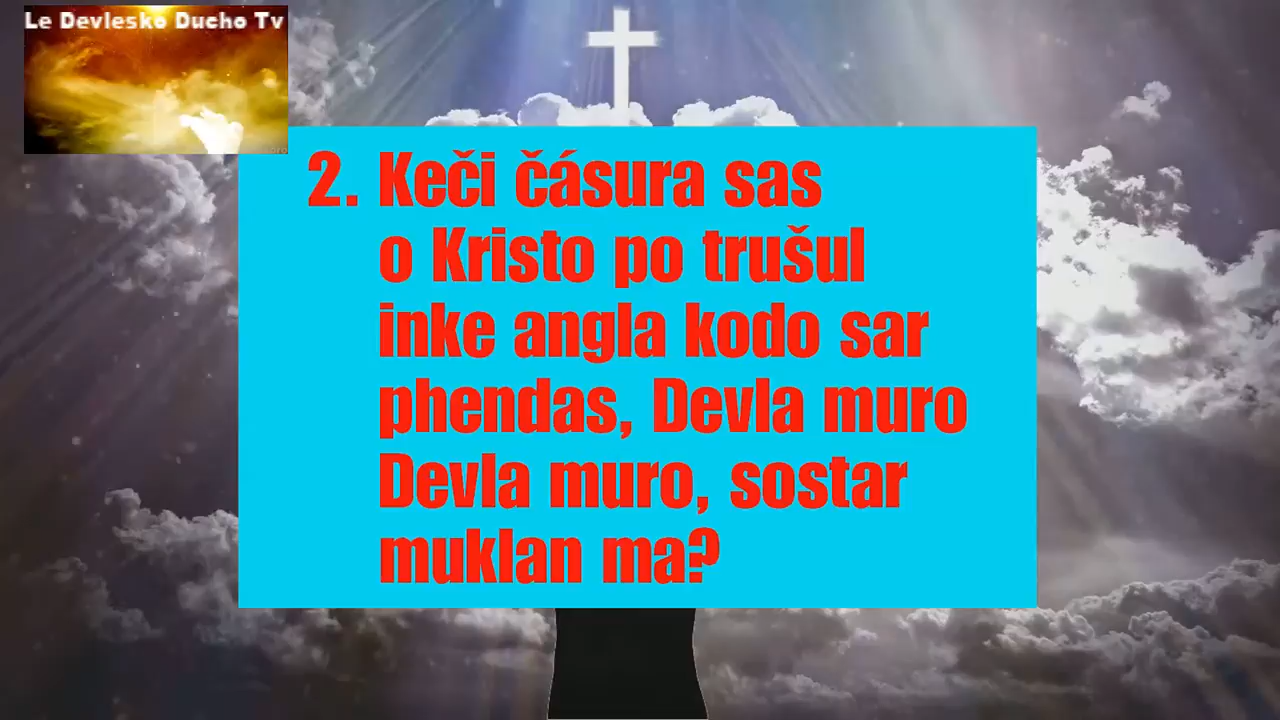 Le Devlesko Ducho Tv
2. Keči čásura sas
o Kristo po trušul
inke angla kodo sar
phendas, Devla muro
Devla muro, sostar
muklan ma?